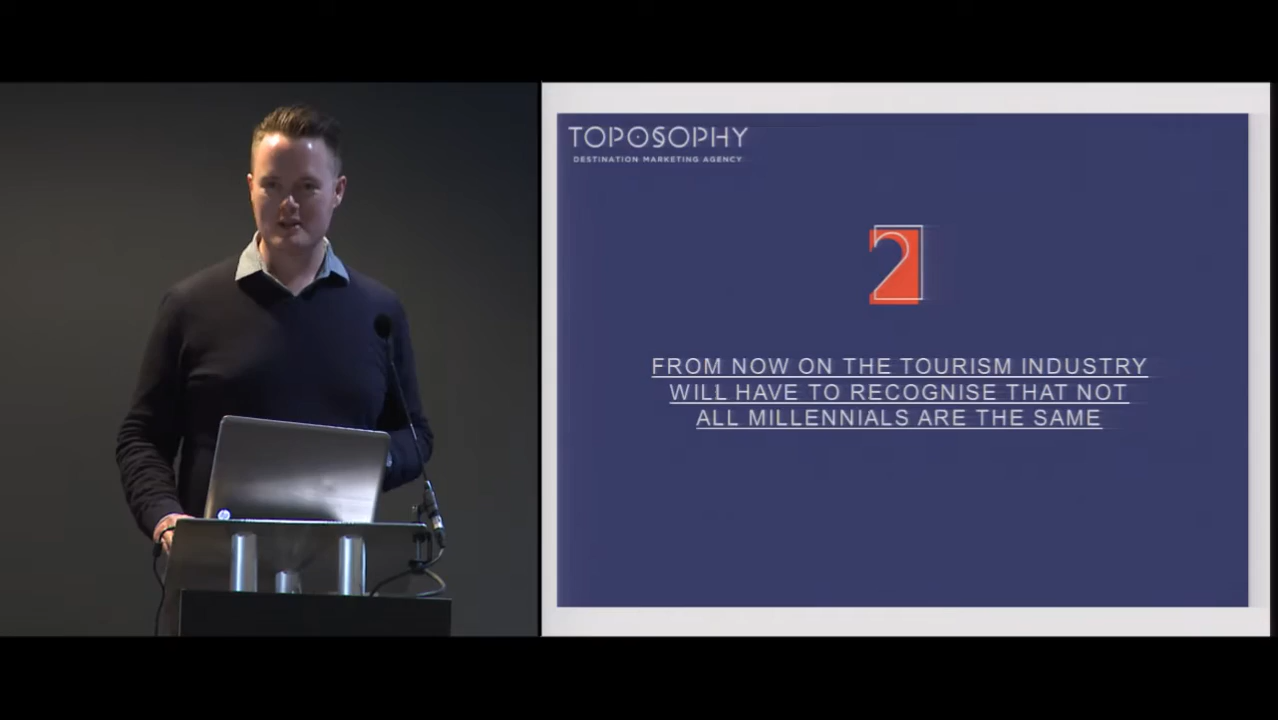 TOPOSOPHY
DESTINATION MARKETING AGENCY
2
FROM NOW ON THE TOURISM INDUSTRY
WILL HAVE TO RECOGNISE THAT NOT
ALL MILLENNIALS ARE THE SAME
hp